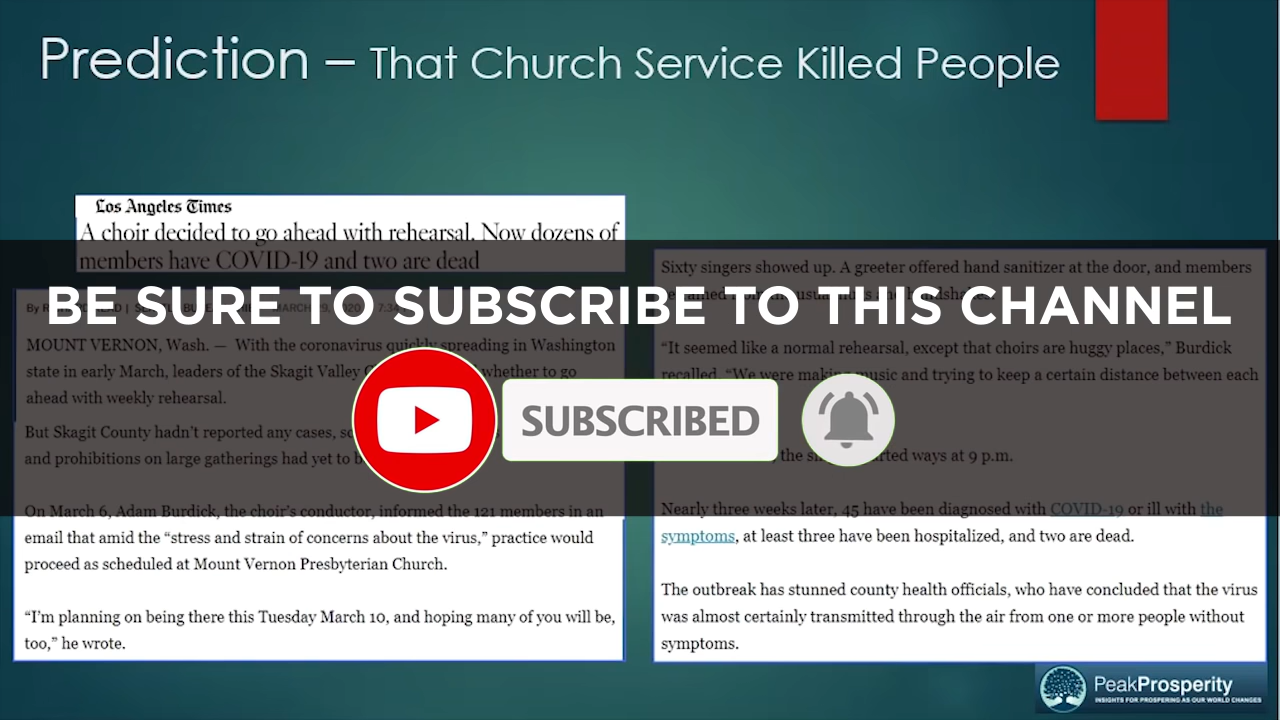 Prediction – That Church Service Killed People
Los Angeles Times
A choir decided to go ahead with rehearsal. Now dozens of
members have COVID-19 and two are dead
By
MOUNT VERNON, Wash. — With the coronavirus quickly spreading in Washington
state in early March, leaders of the Skagit Valley whether to go
ahead with weekly rehearsal.
But Skagit County hadn't reported any cases,
and prohibitions on large gatherings had yet to
On March 6, Adam Burdick, the choir's conductor, informed the 121 members in an
email that amid the “stress and strain of concerns about the virus,” practice would
proceed as scheduled at Mount Vernon Presbyterian Church.
“I'm planning on being there this Tuesday March 10, and hoping many of you will be,
too,” he wrote.
Sixty singers showed up. A greeter offered hand sanitizer at the door, and members
“It seemed like a normal rehearsal, except that choirs are huggy places,” Burdick
recalled. “We were making music and trying to keep a certain distance between each
the ways at 9 p.m.
Nearly three weeks later, 45 have been diagnosed with COVID-19 or ill with the
symptoms, at least three have been hospitalized, and two are dead.
The outbreak has stunned county health officials, who have concluded that the virus
was almost certainly transmitted through the air from one or more people without
symptoms.
BE SURE TO SUBSCRIBE TO THIS CHANNEL
SUBSCRIBED
PeakProsperity
INSIGHTS FOR PROSPERING AS OUR WORLD CHANGES